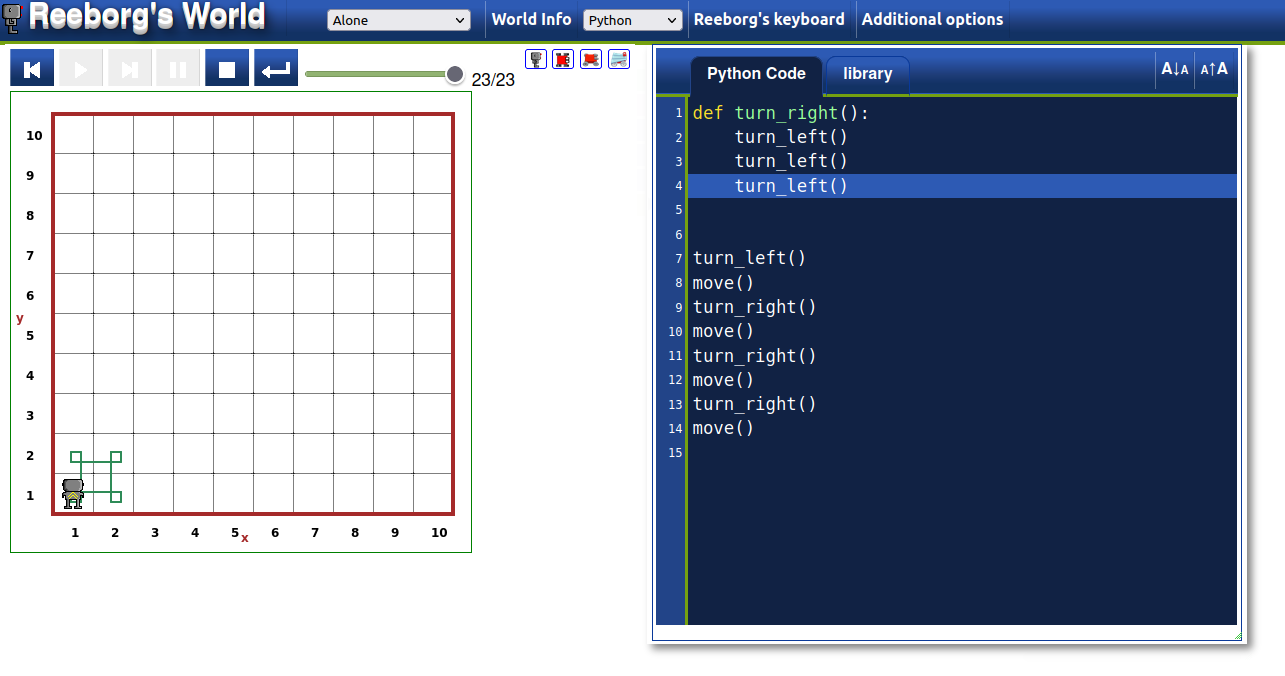 Reeborg's World
Alone
World Info
Python
Reeborg's keyboard
Additional options
23/23
Python Code
library
A↓A
A↑A
10
9
8
7
6
y
5
4
3
2
1
1 2 3 4 5 x 6 7 8 9 10
1 def turn_right():
2     turn_left()
3     turn_left()
4     turn_left()
5
6
7 turn_left()
8 move()
9 turn_right()
10 move()
11 turn_right()
12 move()
13 turn_right()
14 move()
15